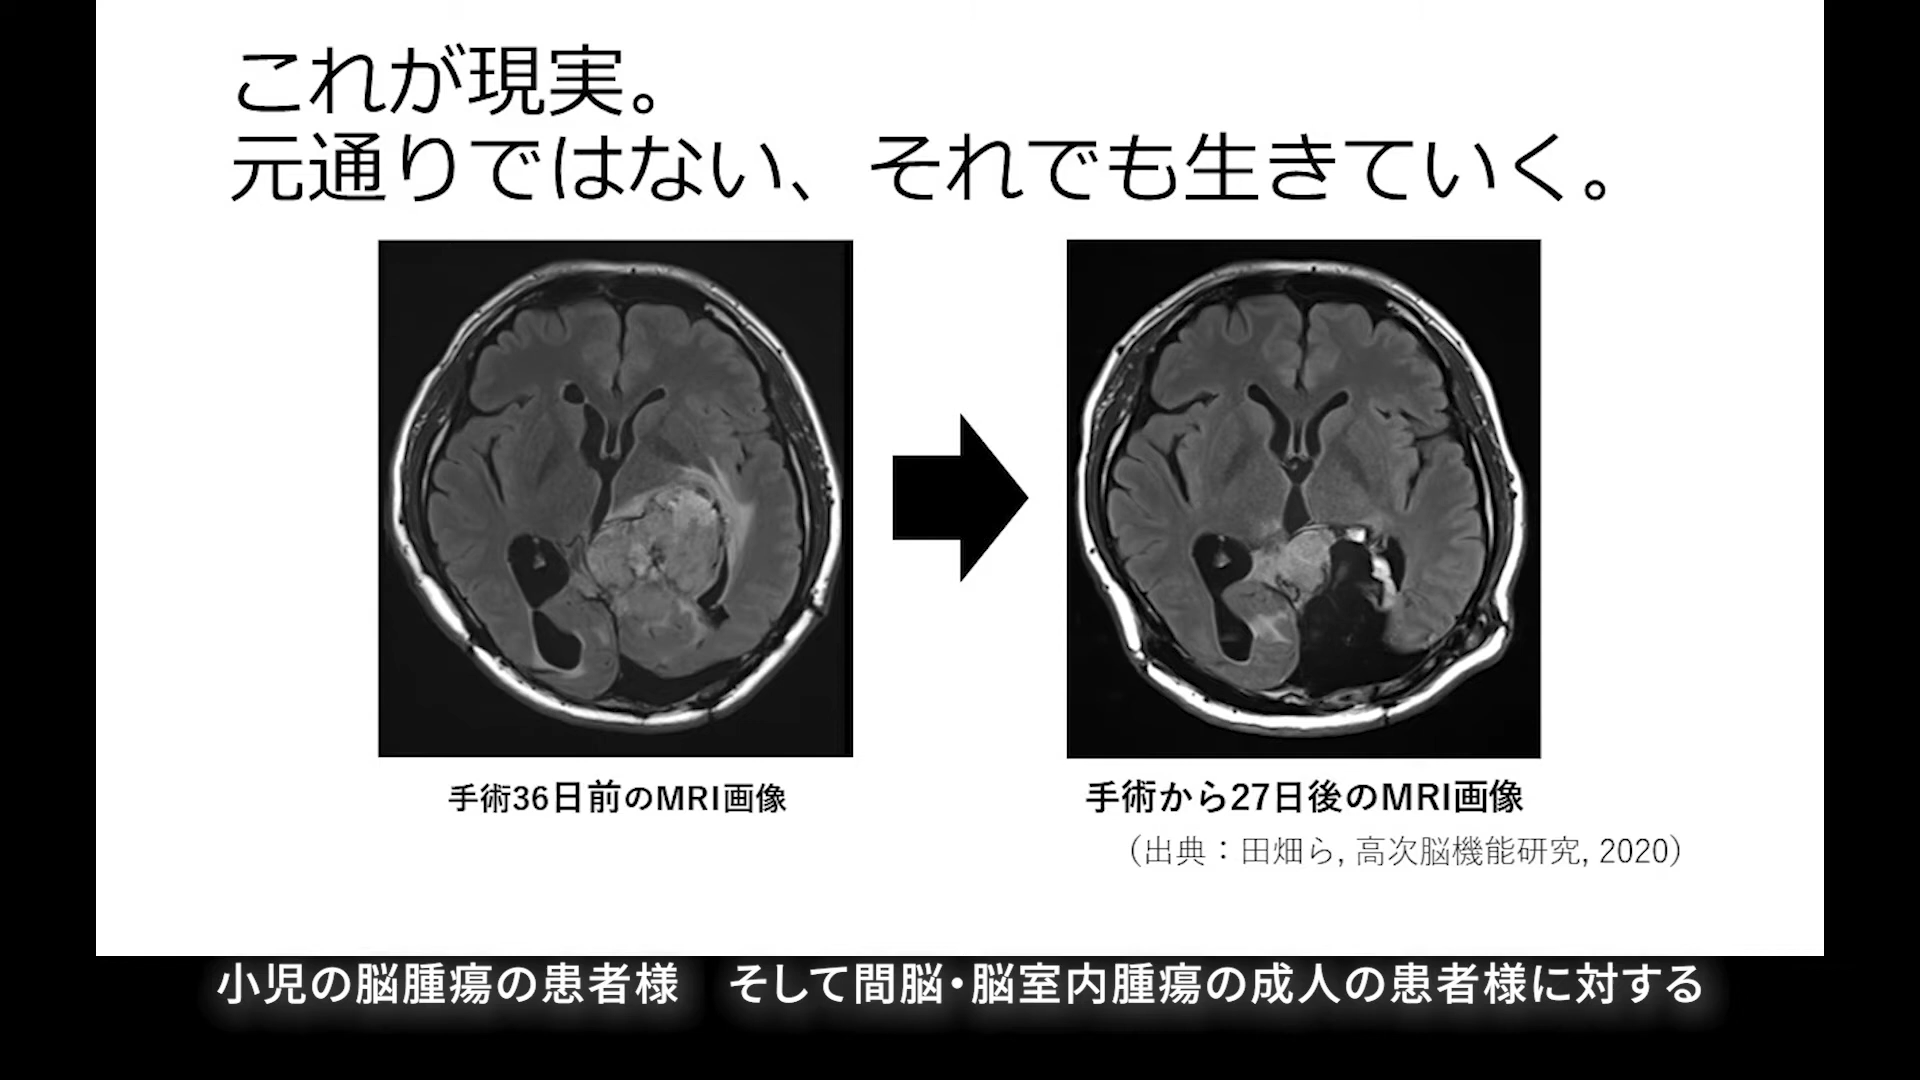 これが現実。
元通りではない、それでも生きていく。
手術36日前のMRI画像
手術から27日後のMRI画像
（出典：田畑ら, 高次脳機能研究, 2020）
小児の脳腫瘍の患者様　そして間脳・脳室内腫瘍の成人の患者様に対する